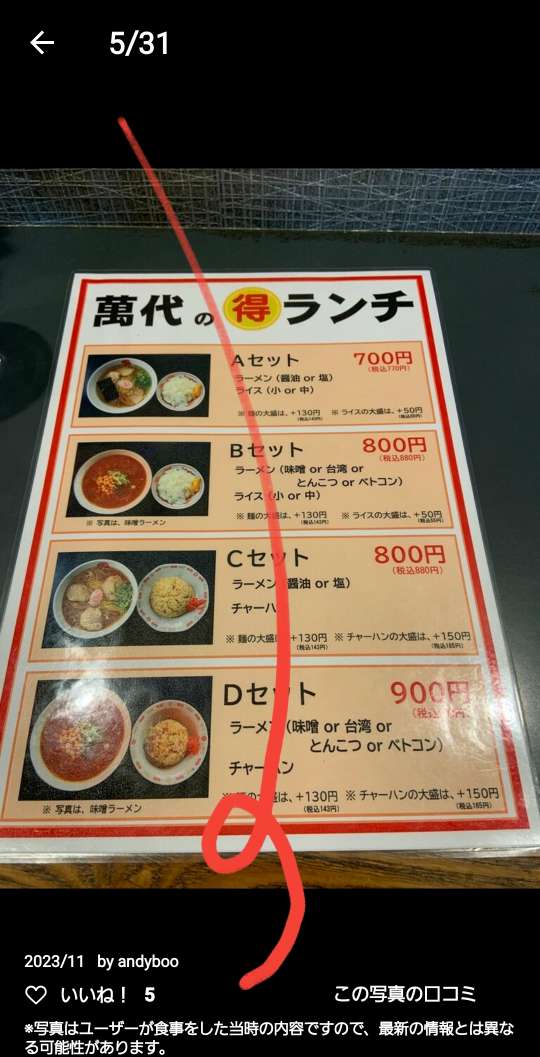 5/31
萬代の得ランチ
Aセット 700円
(税込770円)
ラーメン(醤油 or 塩)
ライス(小 or 中)
※ 麺の大盛は、+130円 ※ ライスの大盛は、+50円
(税込143円) (税込55円)
Bセット 800円
(税込880円)
ラーメン(味噌 or 台湾 or
とんこつ or ベトコン)
ライス(小 or 中)
※ 麺の大盛は、+130円 ※ ライスの大盛は、+50円
(税込143円) (税込55円)
※ 写真は、味噌ラーメン
Cセット 800円
(税込880円)
ラーメン(醤油 or 塩)
チャーハン
※ 麺の大盛は、+130円 ※ チャーハンの大盛は、+150円
(税込143円) (税込165円)
Dセット 900円
ラーメン(味噌 or 台湾 or
とんこつ or ベトコン)
チャーハン
※ 麺の大盛は、+130円 ※ チャーハンの大盛は、+150円
(税込143円) (税込165円)
※ 写真は、味噌ラーメン
2023/11 by andyboo
いいね! 5 この写真の口コミ
※写真はユーザーが食事をした当時の内容ですので、最新の情報とは異な
る可能性があります。